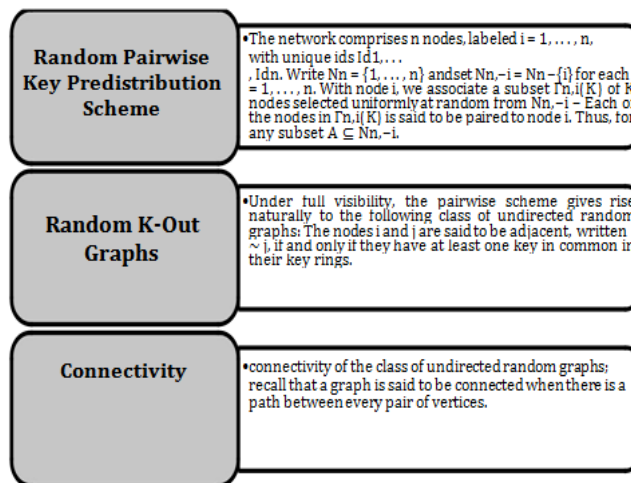 Random Pairwise
Key Predistribution
Scheme
•The network comprises n nodes, labeled i = 1, . . . , n,
with unique ids Id1,…
, Idn. Write Nn = {1, . . . , n} andset Nn,−i = Nn−{i} for each
= 1, . . . , n. With node i, we associate a subset Γn,i(K) of K
nodes selected uniformly at random from Nn,−i – Each of
the nodes in Γn,i(K) is said to be paired to node i. Thus, for
any subset A ⊆ Nn,−i.
Random K-Out
Graphs
•Under full visibility, the pairwise scheme gives rise
naturally to the following class of undirected random
graphs: The nodes i and j are said to be adjacent, written
∼ j, if and only if they have at least one key in common in
their key rings.
Connectivity
•connectivity of the class of undirected random graphs;
recall that a graph is said to be connected when there is a
path between every pair of vertices.